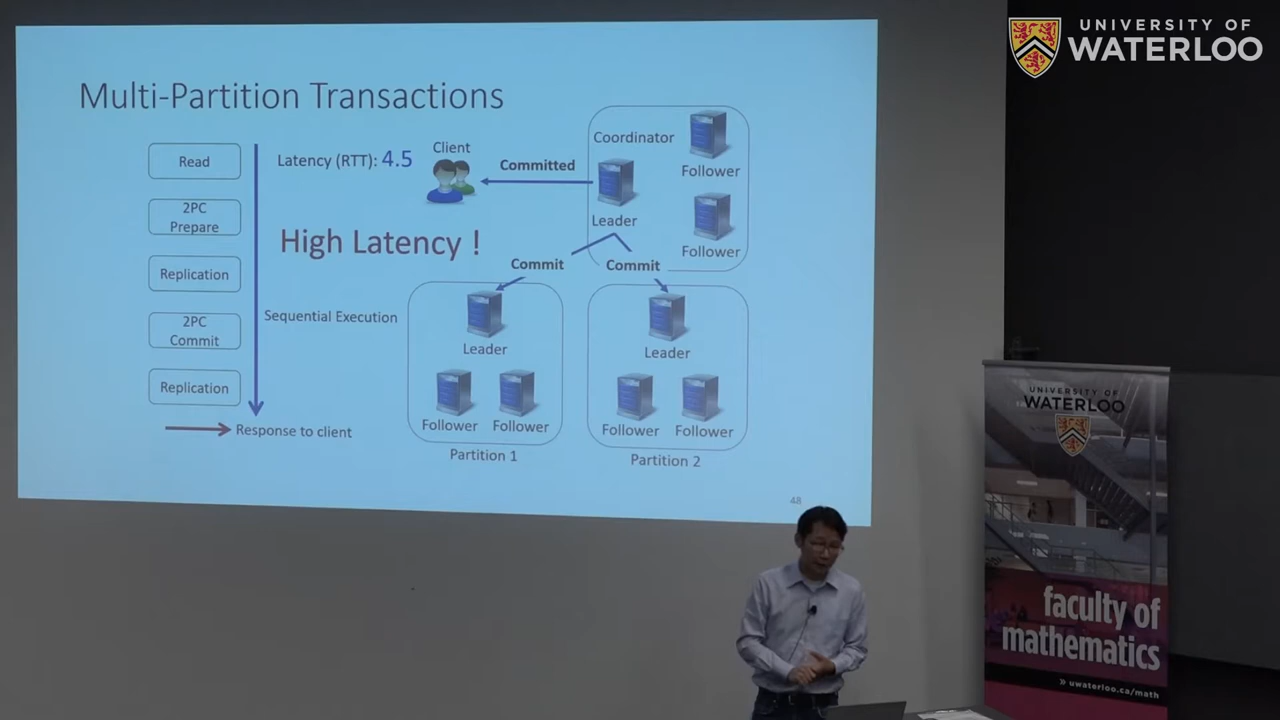 UNIVERSITY OF
WATERLOO
Multi-Partition Transactions
Read
2PC
Prepare
Replication
2PC
Commit
Replication
Latency (RTT): 4.5
High Latency !
Sequential Execution
Response to client
Client
Committed
Coordinator
Leader
Follower
Follower
Commit
Commit
Leader
Follower
Follower
Partition 1
Leader
Follower
Follower
Partition 2
48
UNIVERSITY OF
WATERLOO
faculty of
mathematics
» uwaterloo.ca/math